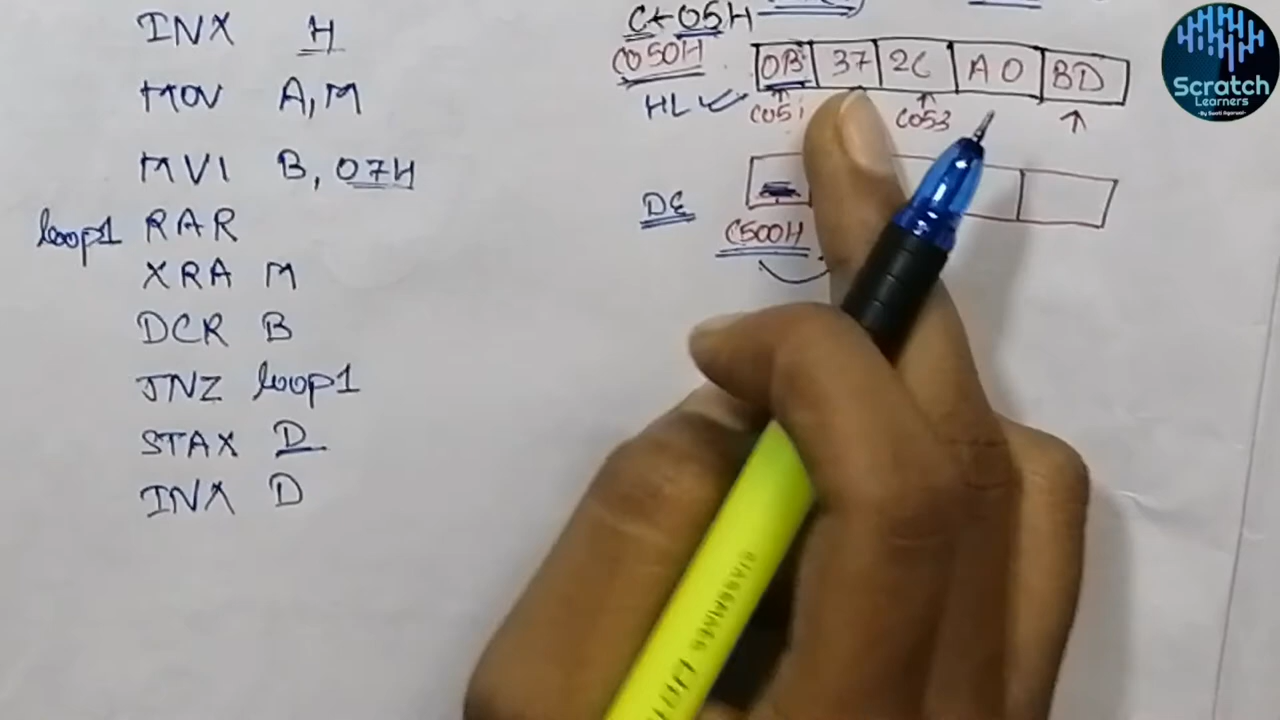 INX H
MOV A, M
MVI B, 07H
loop1 RAR
XRA M
DCR B
JNZ loop1
STAX D
INX D
C+05H
C050H
0B 37 2C A0 BD
HL
C051 C053
DE
C500H
Scratch
Learners